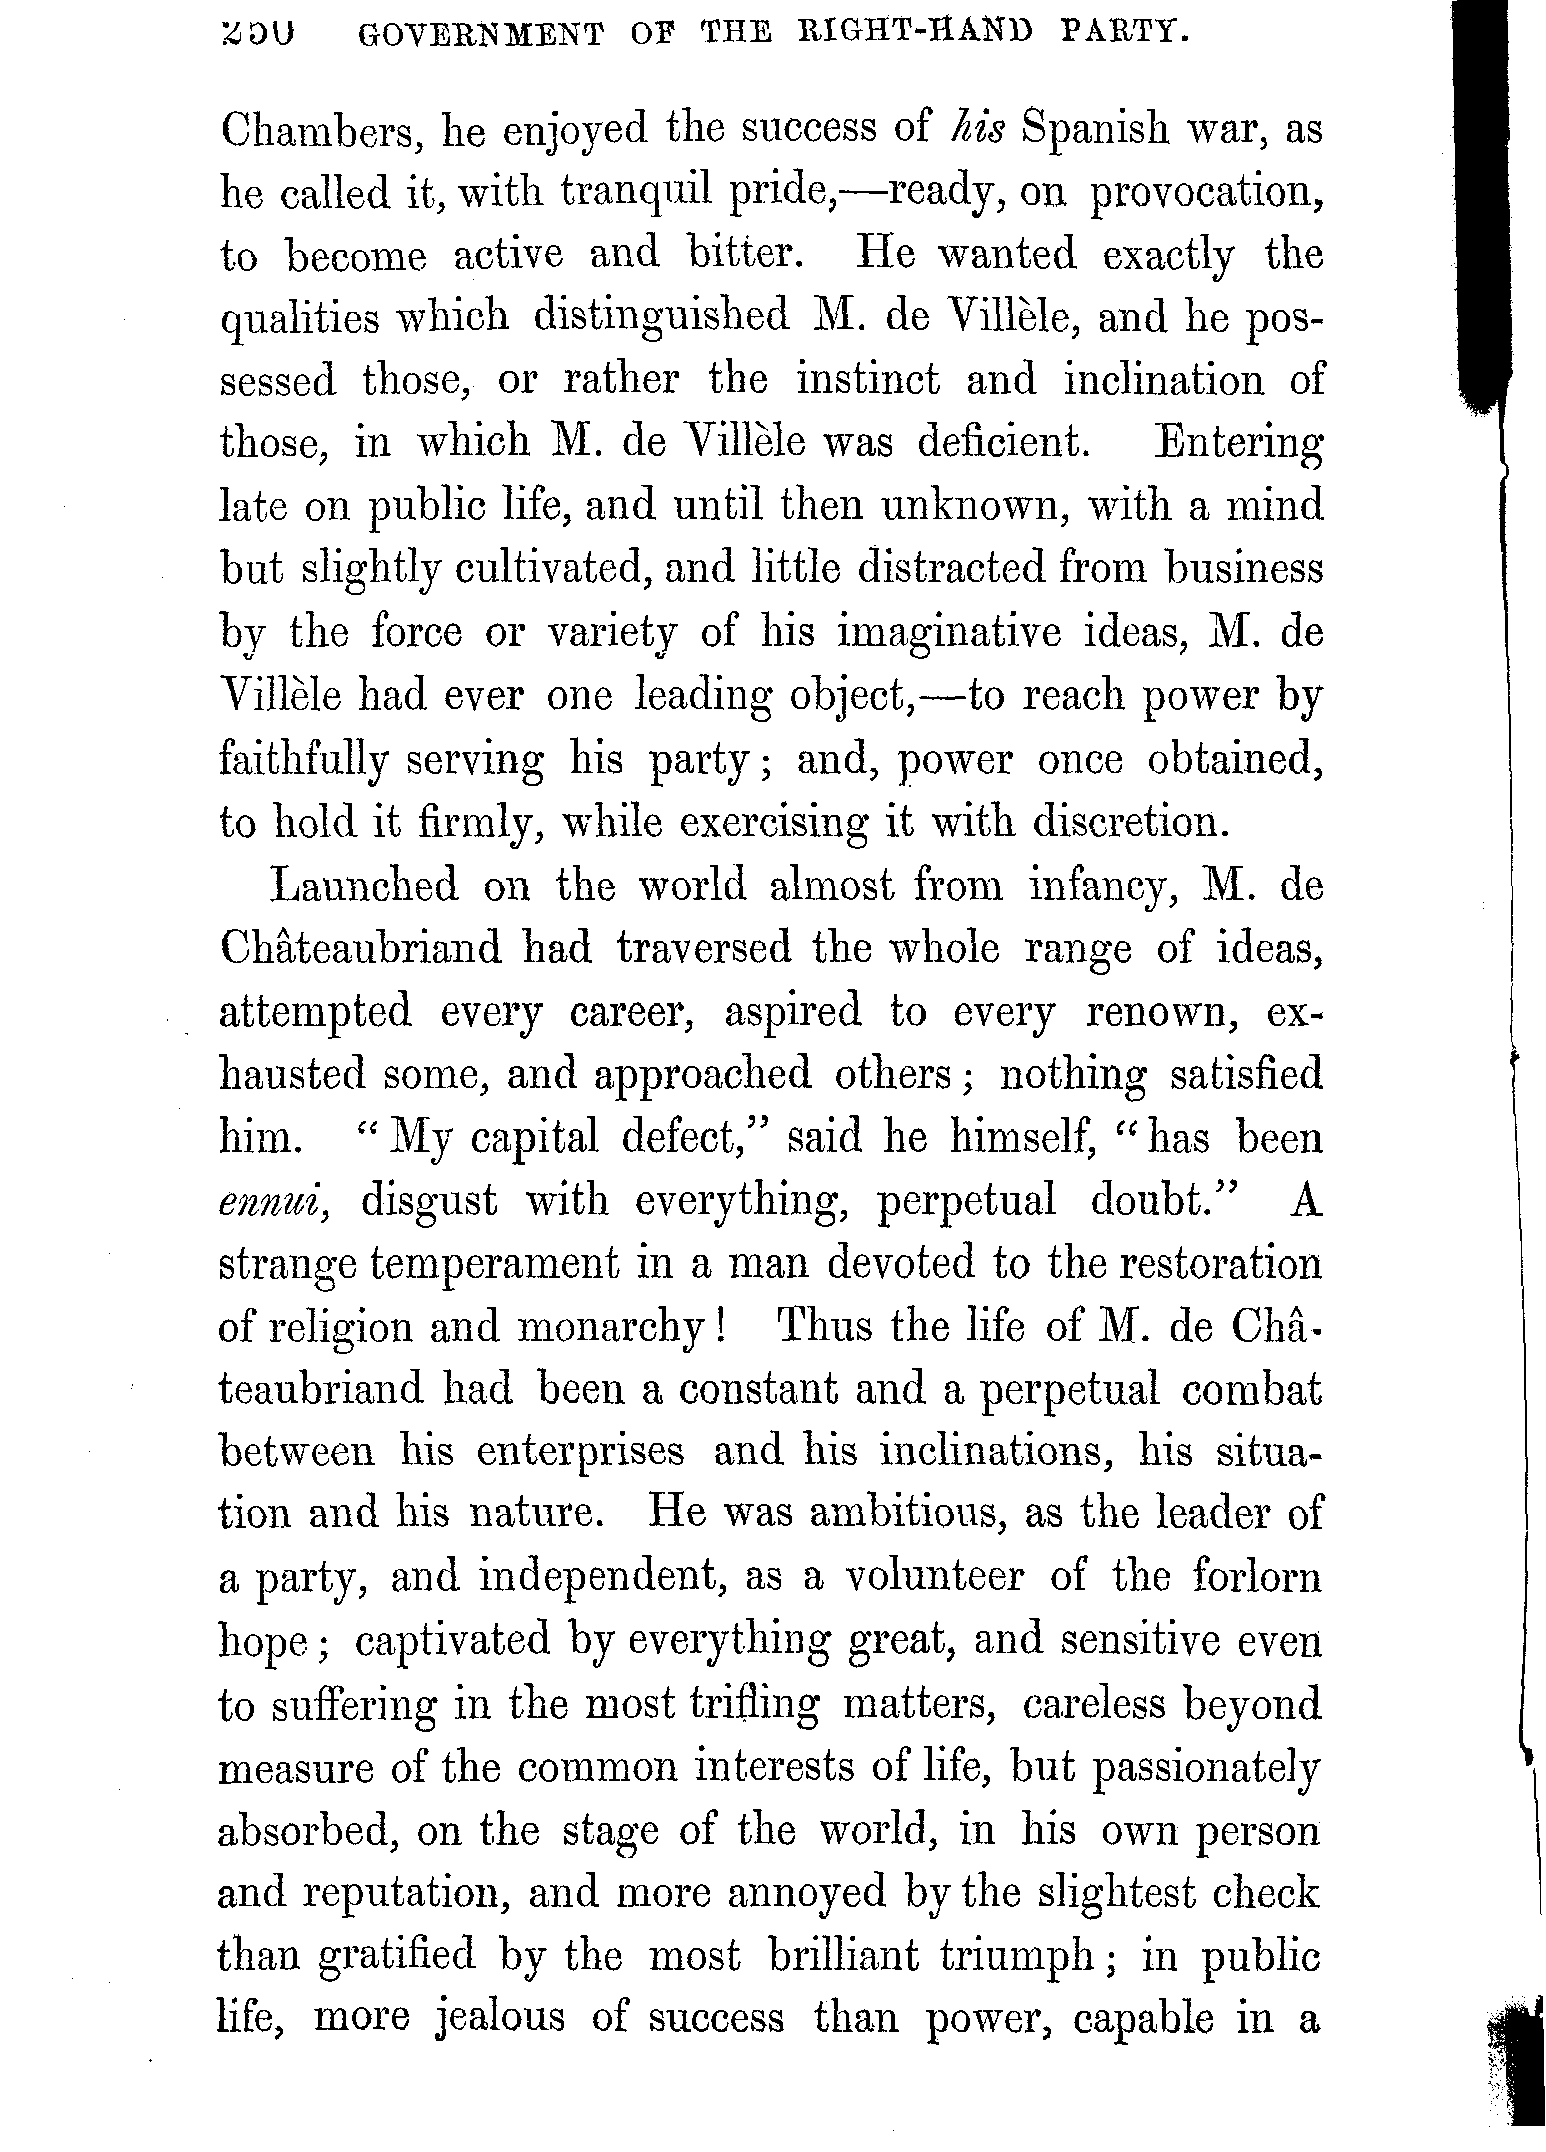 GOVERNMENT OF THE RIGHT-HAND PARTY.
Chambers, he enjoyed the success of his Spanish war, as
he called it, with tranquil pride,—ready, on provocation,
to become active and bitter. He wanted exactly the
qualities which distinguished M. de Villèle, and he pos-
sessed those, or rather the instinct and inclination of
those, in which M. de Villèle was deficient. Entering
late on public life, and until then unknown, with a mind
but slightly cultivated, and little distracted from business
by the force or variety of his imaginative ideas, M. de
Villèle had ever one leading object,—to reach power by
faithfully serving his party; and, power once obtained,
to hold it firmly, while exercising it with discretion.
Launched on the world almost from infancy, M. de
Châteaubriand had traversed the whole range of ideas,
attempted every career, aspired to every renown, ex-
hausted some, and approached others; nothing satisfied
him. “My capital defect,” said he himself, “has been
ennui, disgust with everything, perpetual doubt.” A
strange temperament in a man devoted to the restoration
of religion and monarchy! Thus the life of M. de Châ-
teaubriand had been a constant and a perpetual combat
between his enterprises and his inclinations, his situa-
tion and his nature. He was ambitious, as the leader of
a party, and independent, as a volunteer of the forlorn
hope; captivated by everything great, and sensitive even
to suffering in the most trifling matters, careless beyond
measure of the common interests of life, but passionately
absorbed, on the stage of the world, in his own person
and reputation, and more annoyed by the slightest check
than gratified by the most brilliant triumph; in public
life, more jealous of success than power, capable in a